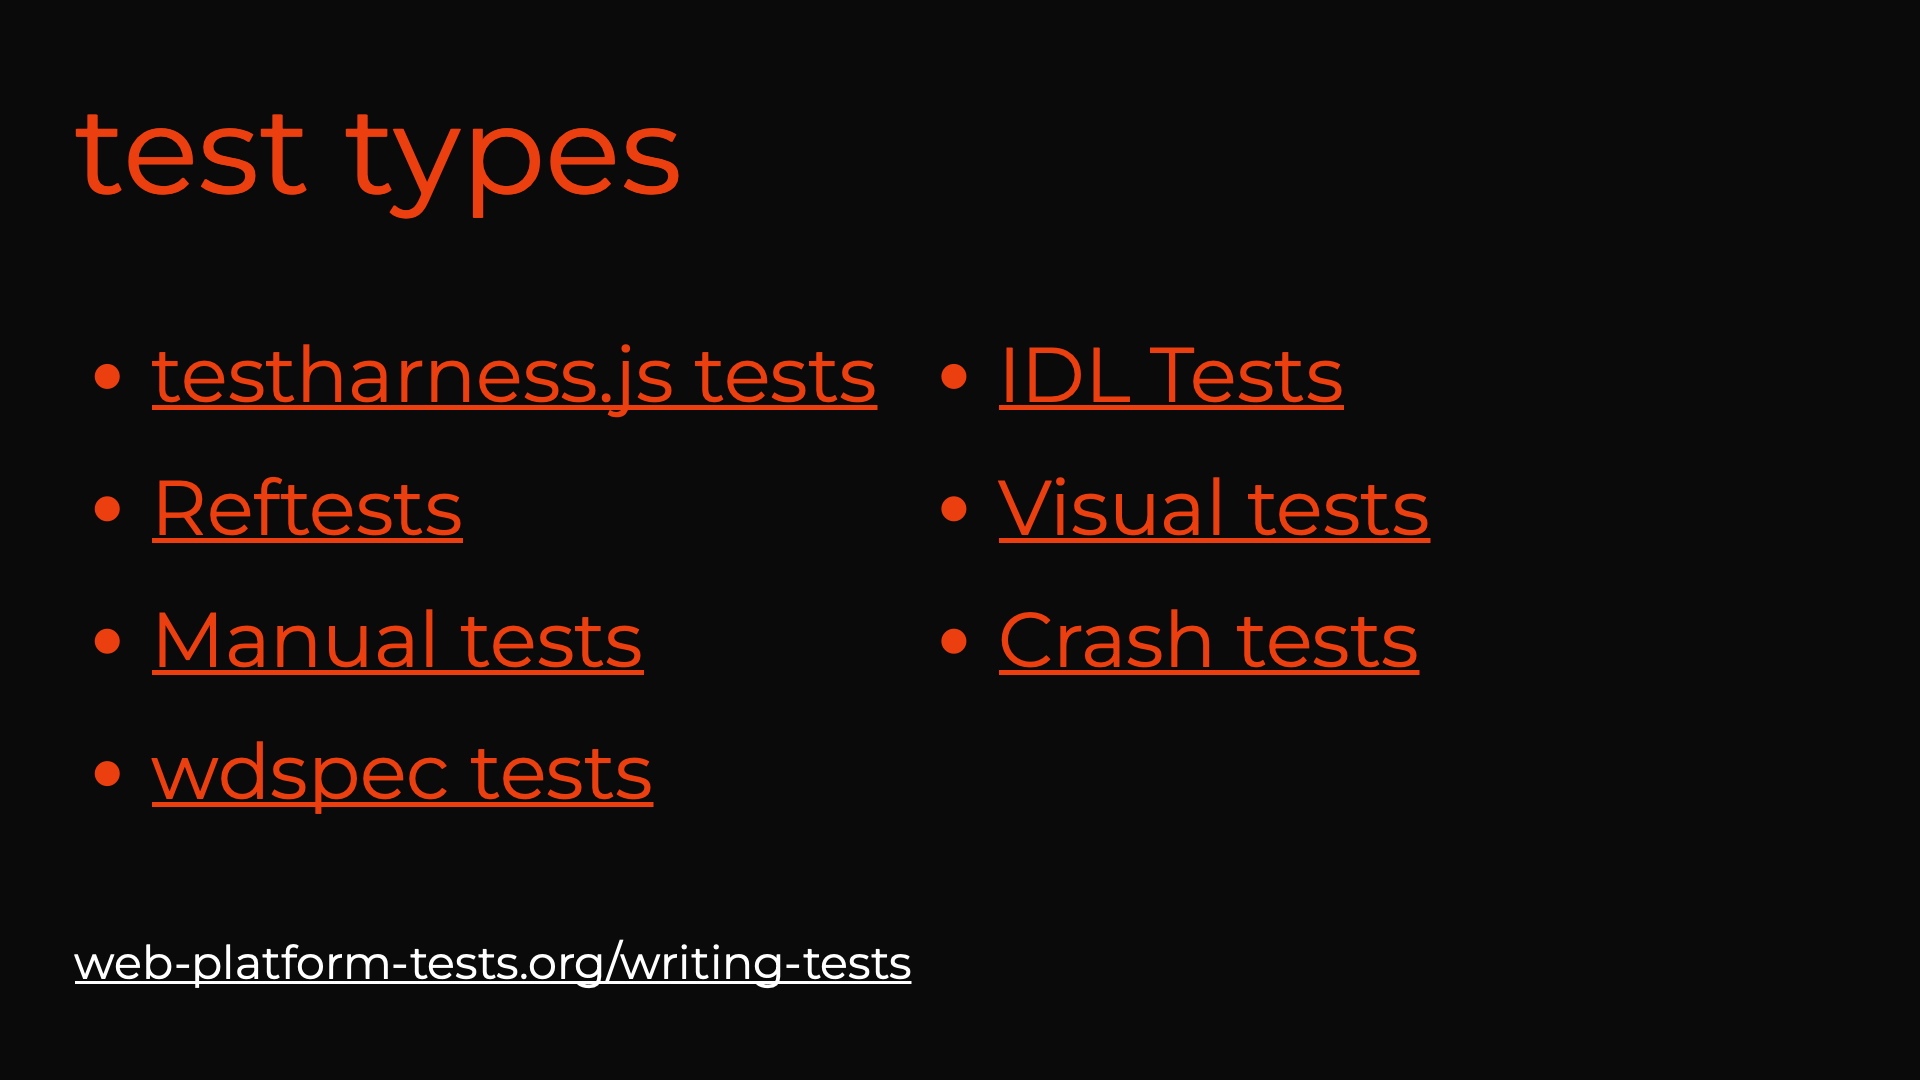 test types
• testharness.js tests
• Reftests
• Manual tests
• wdspec tests
• IDL Tests
• Visual tests
• Crash tests
web-platform-tests.org/writing-tests